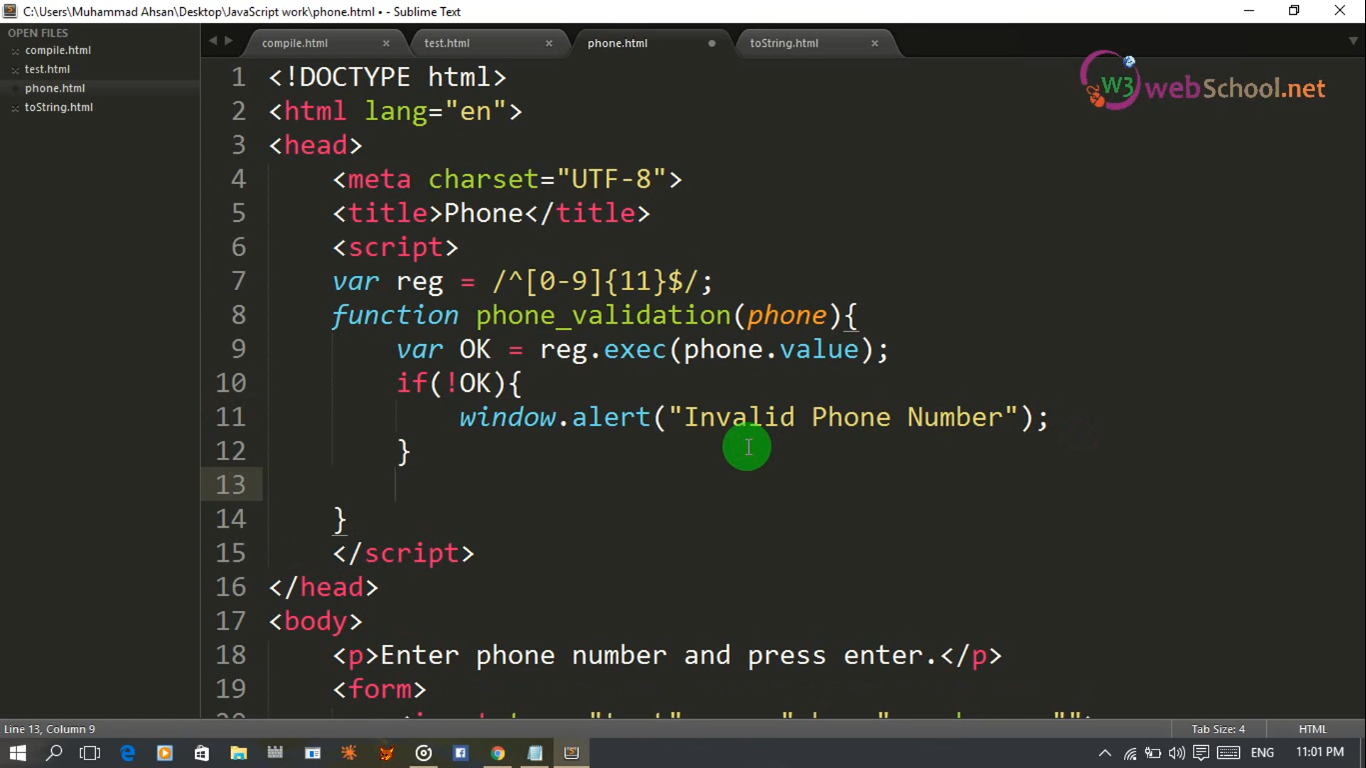 C:\Users\Muhammad Ahsan\Desktop\JavaScript work\phone.html • - Sublime Text
OPEN FILES
compile.html
test.html
phone.html
toString.html
compile.html × test.html × phone.html toString.html ×
W3webSchool.net
1 <!DOCTYPE html>
2 <html lang="en">
3 <head>
4 <meta charset="UTF-8">
5 <title>Phone</title>
6 <script>
7 var reg = /^[0-9]{11}$/;
8 function phone_validation(phone){
9 var OK = reg.exec(phone.value);
10 if(!OK){
11 window.alert("Invalid Phone Number");
12 }
13
14 }
15 </script>
16 </head>
17 <body>
18 <p>Enter phone number and press enter.</p>
19 <form>
Line 13, Column 9
Tab Size: 4
HTML
ENG
11:01 PM